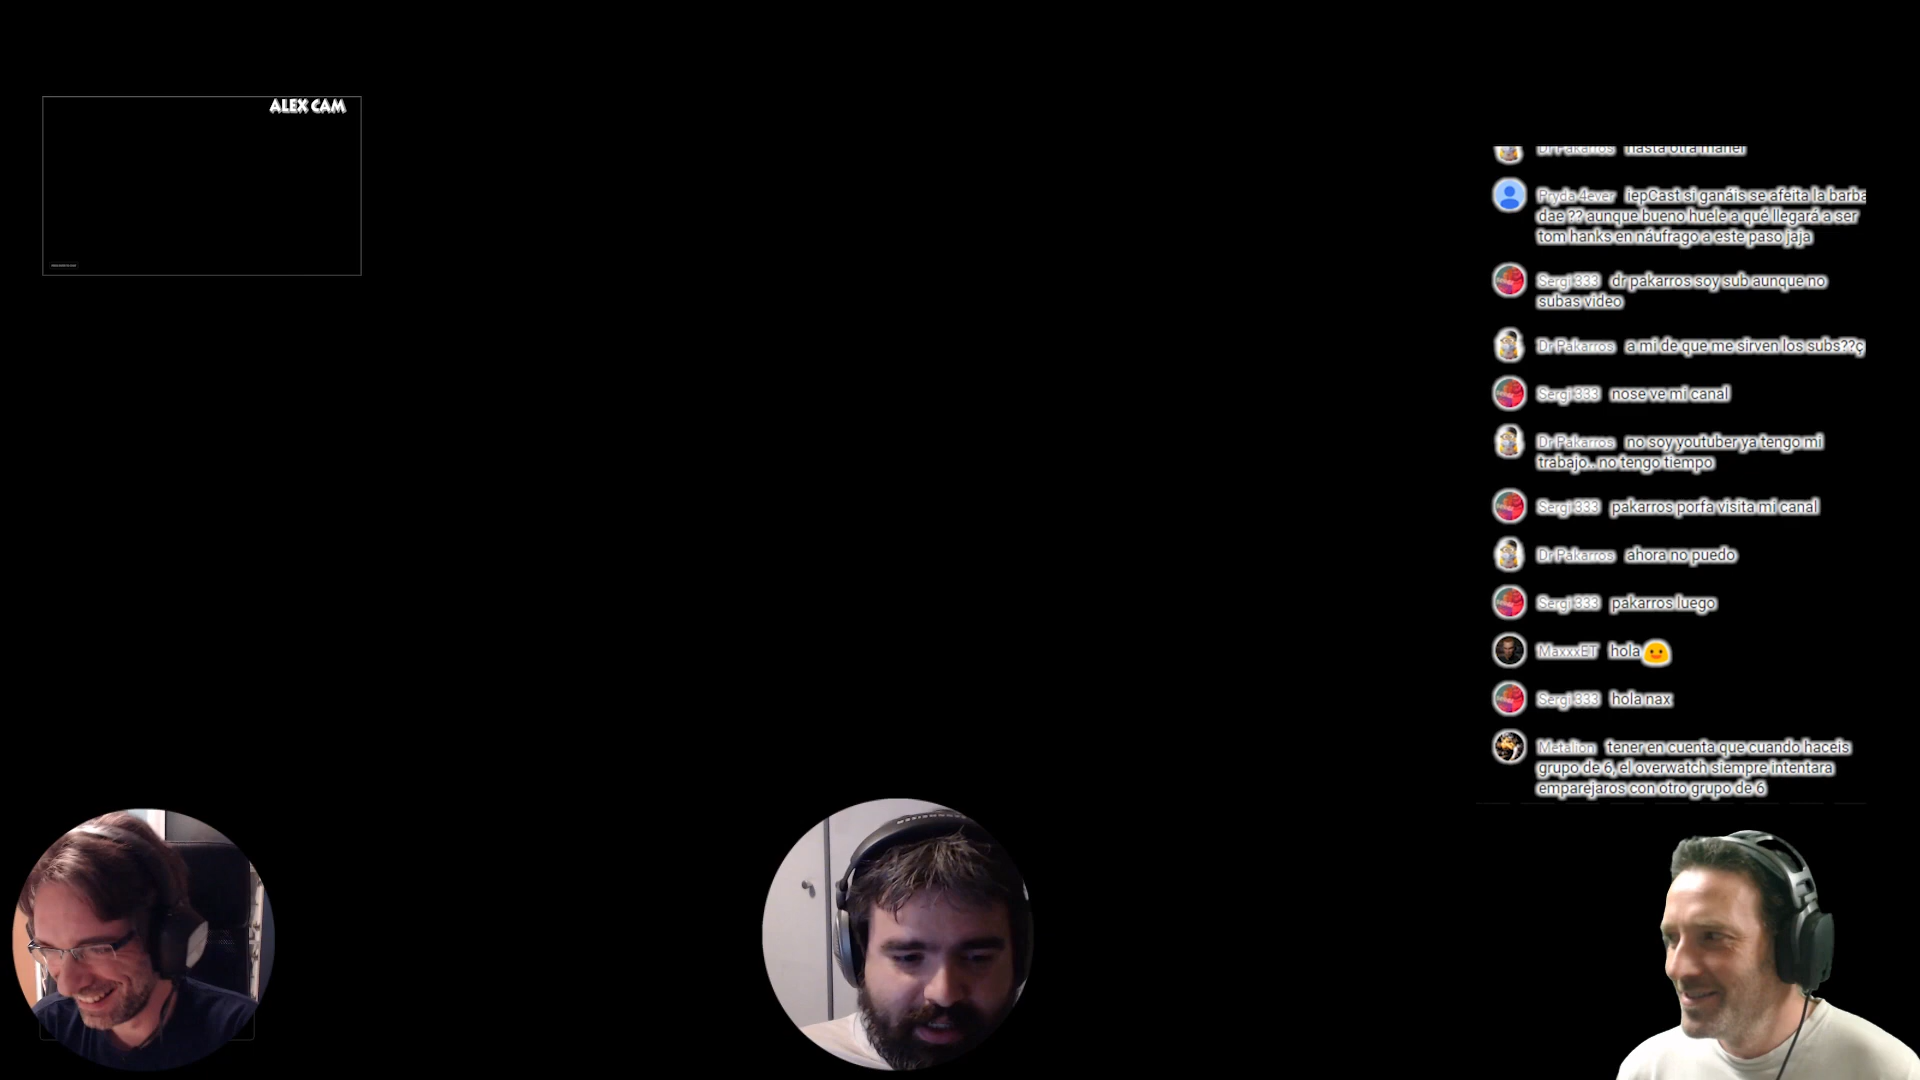 ALEX CAM
Dr Pakarros hasta otra manel
Pryda 4ever iepCast si ganáis se afeita la barba
dae ?? aunque bueno huele a qué llegará a ser
tom hanks en náufrago a este paso jaja
Sergi 333 dr pakarros soy sub aunque no
subas video
Dr Pakarros a mi de que me sirven los subs??ç
Sergi 333 nose ve mi canal
Dr Pakarros no soy youtuber ya tengo mi
trabajo.. no tengo tiempo
Sergi 333 pakarros porfa visita mi canal
Dr Pakarros ahora no puedo
Sergi 333 pakarros luego
MaxxxET hola
Sergi 333 hola nax
Metalion tener en cuenta que cuando haceis
grupo de 6, el overwatch siempre intentara
emparejaros con otro grupo de 6